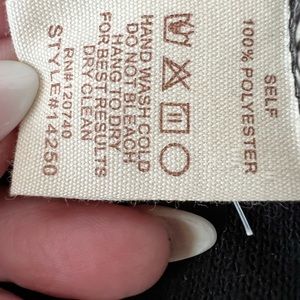 SELF
100% POLYESTER
HAND WASH COLD
DO NOT BLEACH
HANG TO DRY
FOR BEST RESULTS
DRY CLEAN
RN#120740
STYLE#14250